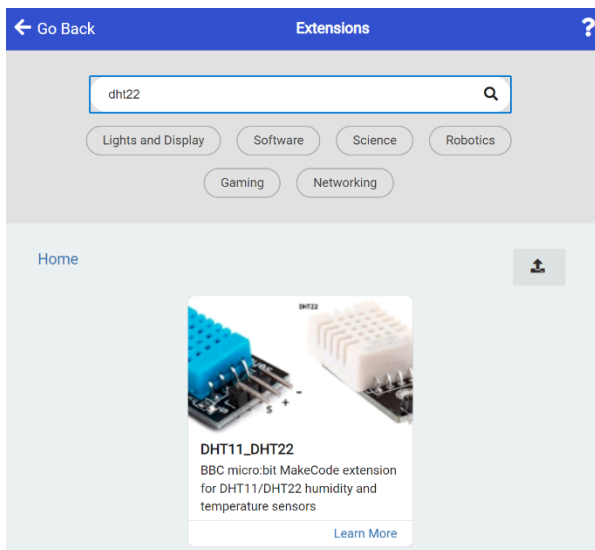 Go Back
Extensions
?
dht22
Lights and Display
Software
Science
Robotics
Gaming
Networking
Home
DHT22
S + -
DHT11_DHT22
BBC micro:bit MakeCode extension
for DHT11/DHT22 humidity and
temperature sensors
Learn More